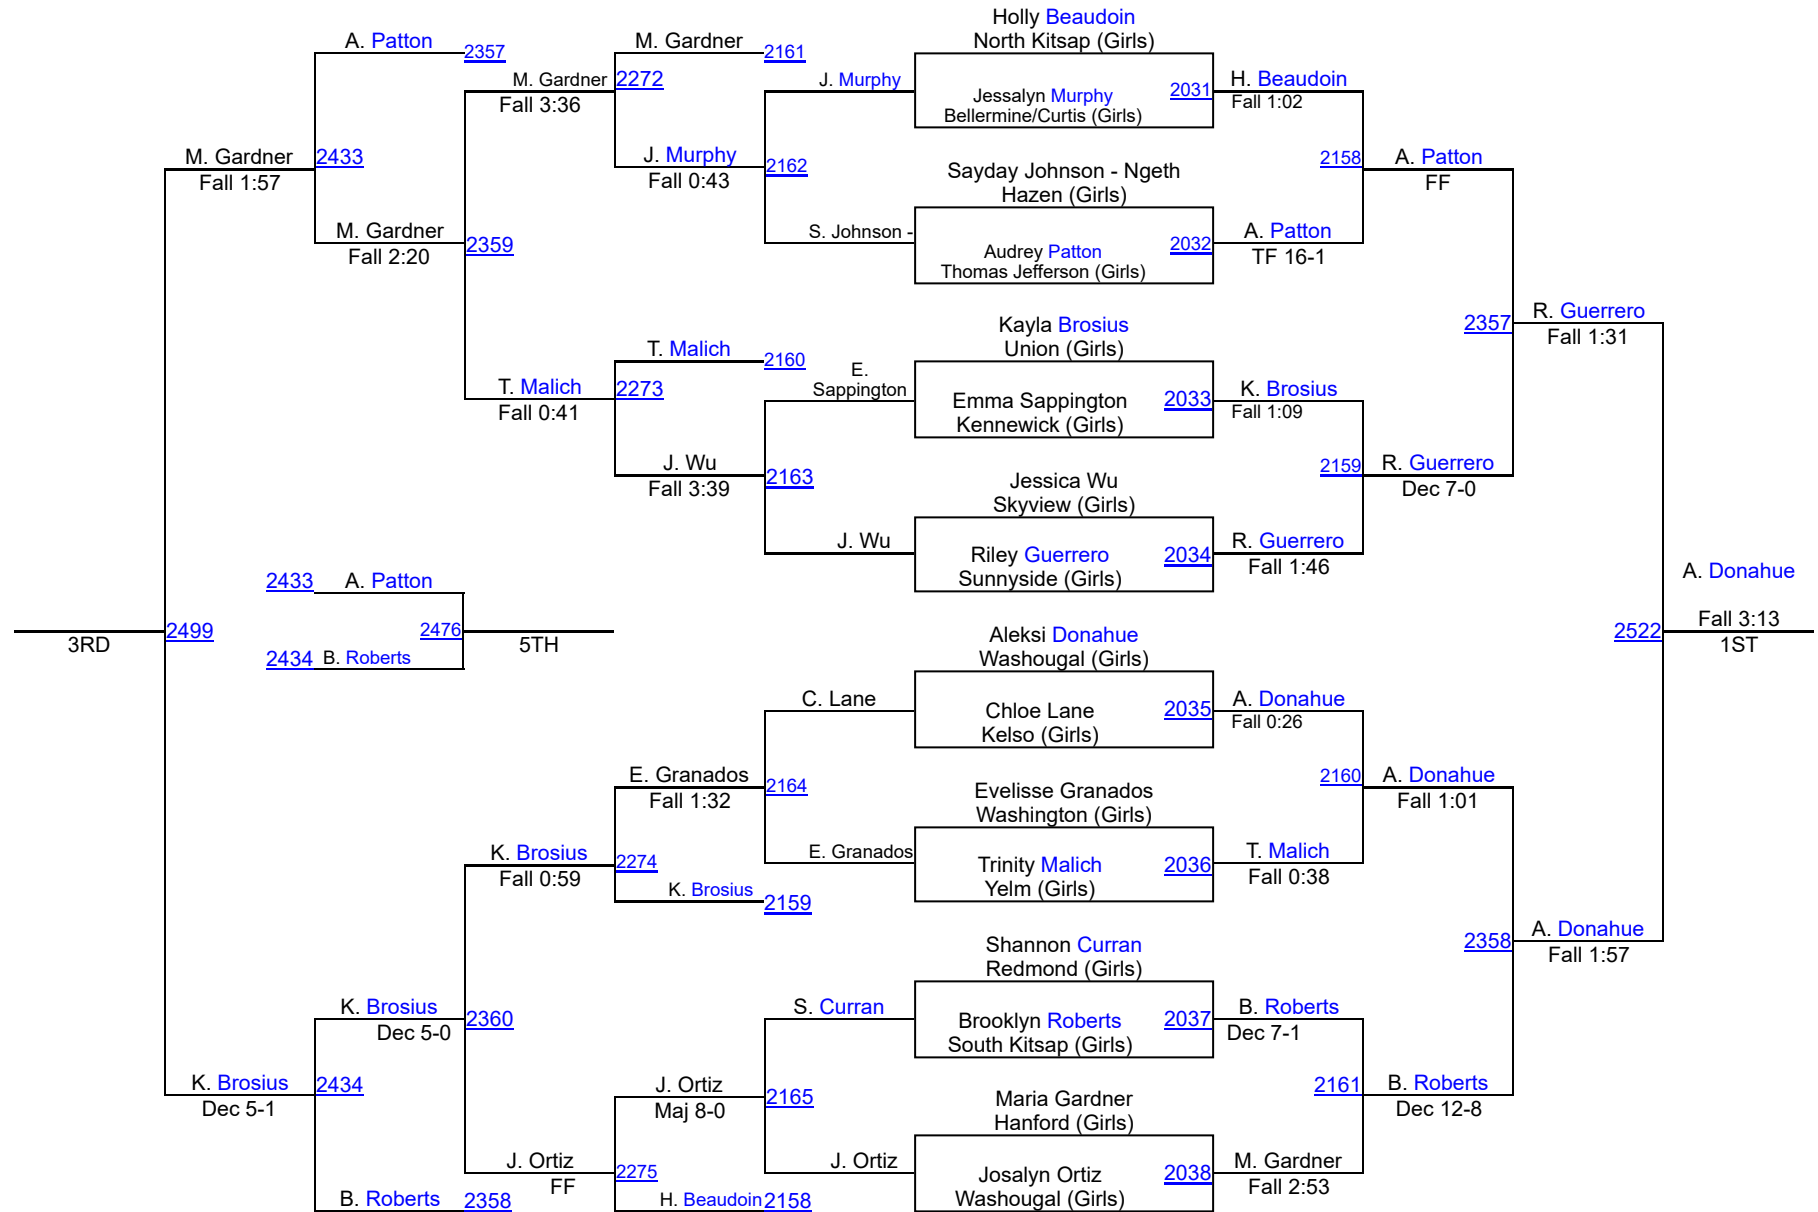 Holly Beaudoin
North Kitsap (Girls)
A. Patton
2357
M. Gardner
2161
M. Gardner
2272
Fall 3:36
J. Murphy
Jessalyn Murphy
Bellermine/Curtis (Girls)
2031
H. Beaudoin
Fall 1:02
M. Gardner
2433
Fall 1:57
J. Murphy
2162
Fall 0:43
Sayday Johnson - Ngeth
Hazen (Girls)
2158
A. Patton
FF
M. Gardner
2359
Fall 2:20
S. Johnson -
Audrey Patton
Thomas Jefferson (Girls)
2032
A. Patton
TF 16-1
2357
R. Guerrero
Fall 1:31
Kayla Brosius
Union (Girls)
T. Malich
2160
T. Malich
2273
Fall 0:41
E.
Sappington
Emma Sappington
Kennewick (Girls)
2033
K. Brosius
Fall 1:09
J. Wu
2163
Fall 3:39
Jessica Wu
Skyview (Girls)
2159
R. Guerrero
Dec 7-0
J. Wu
Riley Guerrero
Sunnyside (Girls)
2034
R. Guerrero
Fall 1:46
2433
A. Patton
A. Donahue
3RD
2499
2476
5TH
2522
Fall 3:13
1ST
2434
B. Roberts
Aleksi Donahue
Washougal (Girls)
C. Lane
Chloe Lane
Kelso (Girls)
2035
A. Donahue
Fall 0:26
E. Granados
2164
Fall 1:32
Evelisse Granados
Washington (Girls)
2160
A. Donahue
Fall 1:01
K. Brosius
2274
Fall 0:59
E. Granados
Trinity Malich
Yelm (Girls)
2036
T. Malich
Fall 0:38
K. Brosius
2159
2358
A. Donahue
Fall 1:57
Shannon Curran
Redmond (Girls)
K. Brosius
2360
Dec 5-0
S. Curran
Brooklyn Roberts
South Kitsap (Girls)
2037
B. Roberts
Dec 7-1
K. Brosius
2434
Dec 5-1
J. Ortiz
2165
Maj 8-0
Maria Gardner
Hanford (Girls)
2161
B. Roberts
Dec 12-8
J. Ortiz
2275
FF
J. Ortiz
Josalyn Ortiz
Washougal (Girls)
2038
M. Gardner
Fall 2:53
B. Roberts
2358
H. Beaudoin
2158